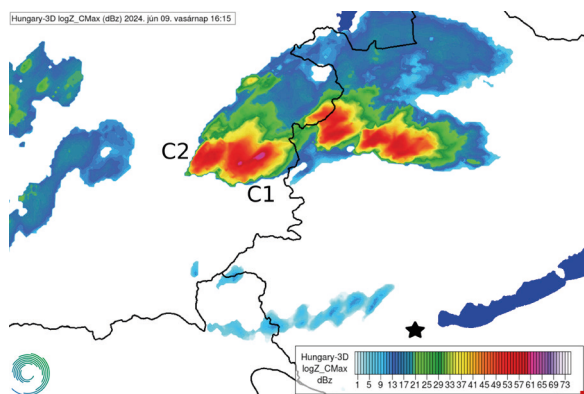 Hungary-3D logZ_CMax (dBz) 2024. jún 09. vasárnap 16:15
C2
C1
Hungary-3D
logZ_CMax
dBz
1 5 9 13 17 21 25 29 33 37 41 45 49 53 57 61 65 69 73